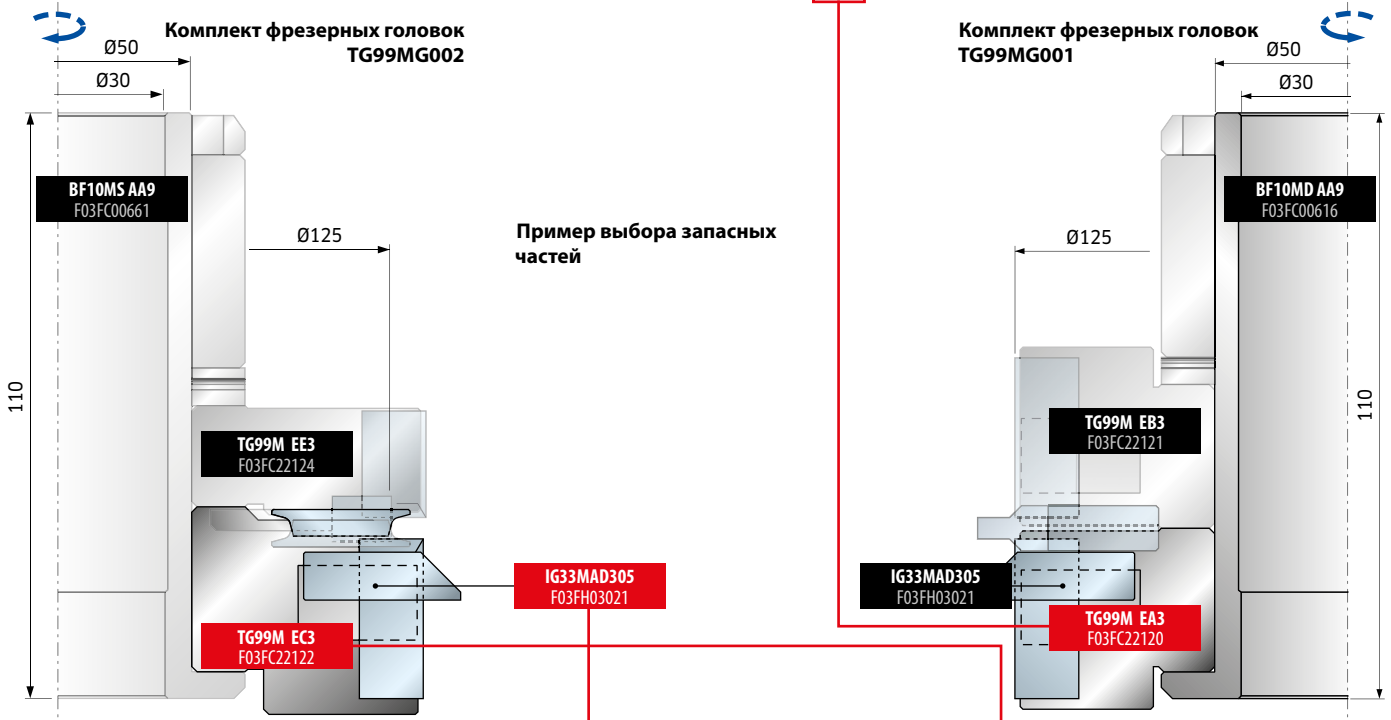 Комплект фрезерных головок
TG99MG002
Ø50
Ø30
110
BF10MS AA9
F03FC00661
Ø125
TG99M EE3
F03FC22124
IG33MAD305
F03FH03021
TG99M EC3
F03FC22122
Пример выбора запасных
частей
Комплект фрезерных головок
TG99MG001
Ø50
Ø30
110
BF10MD AA9
F03FC00616
Ø125
TG99M EB3
F03FC22121
IG33MAD305
F03FH03021
TG99M EA3
F03FC22120